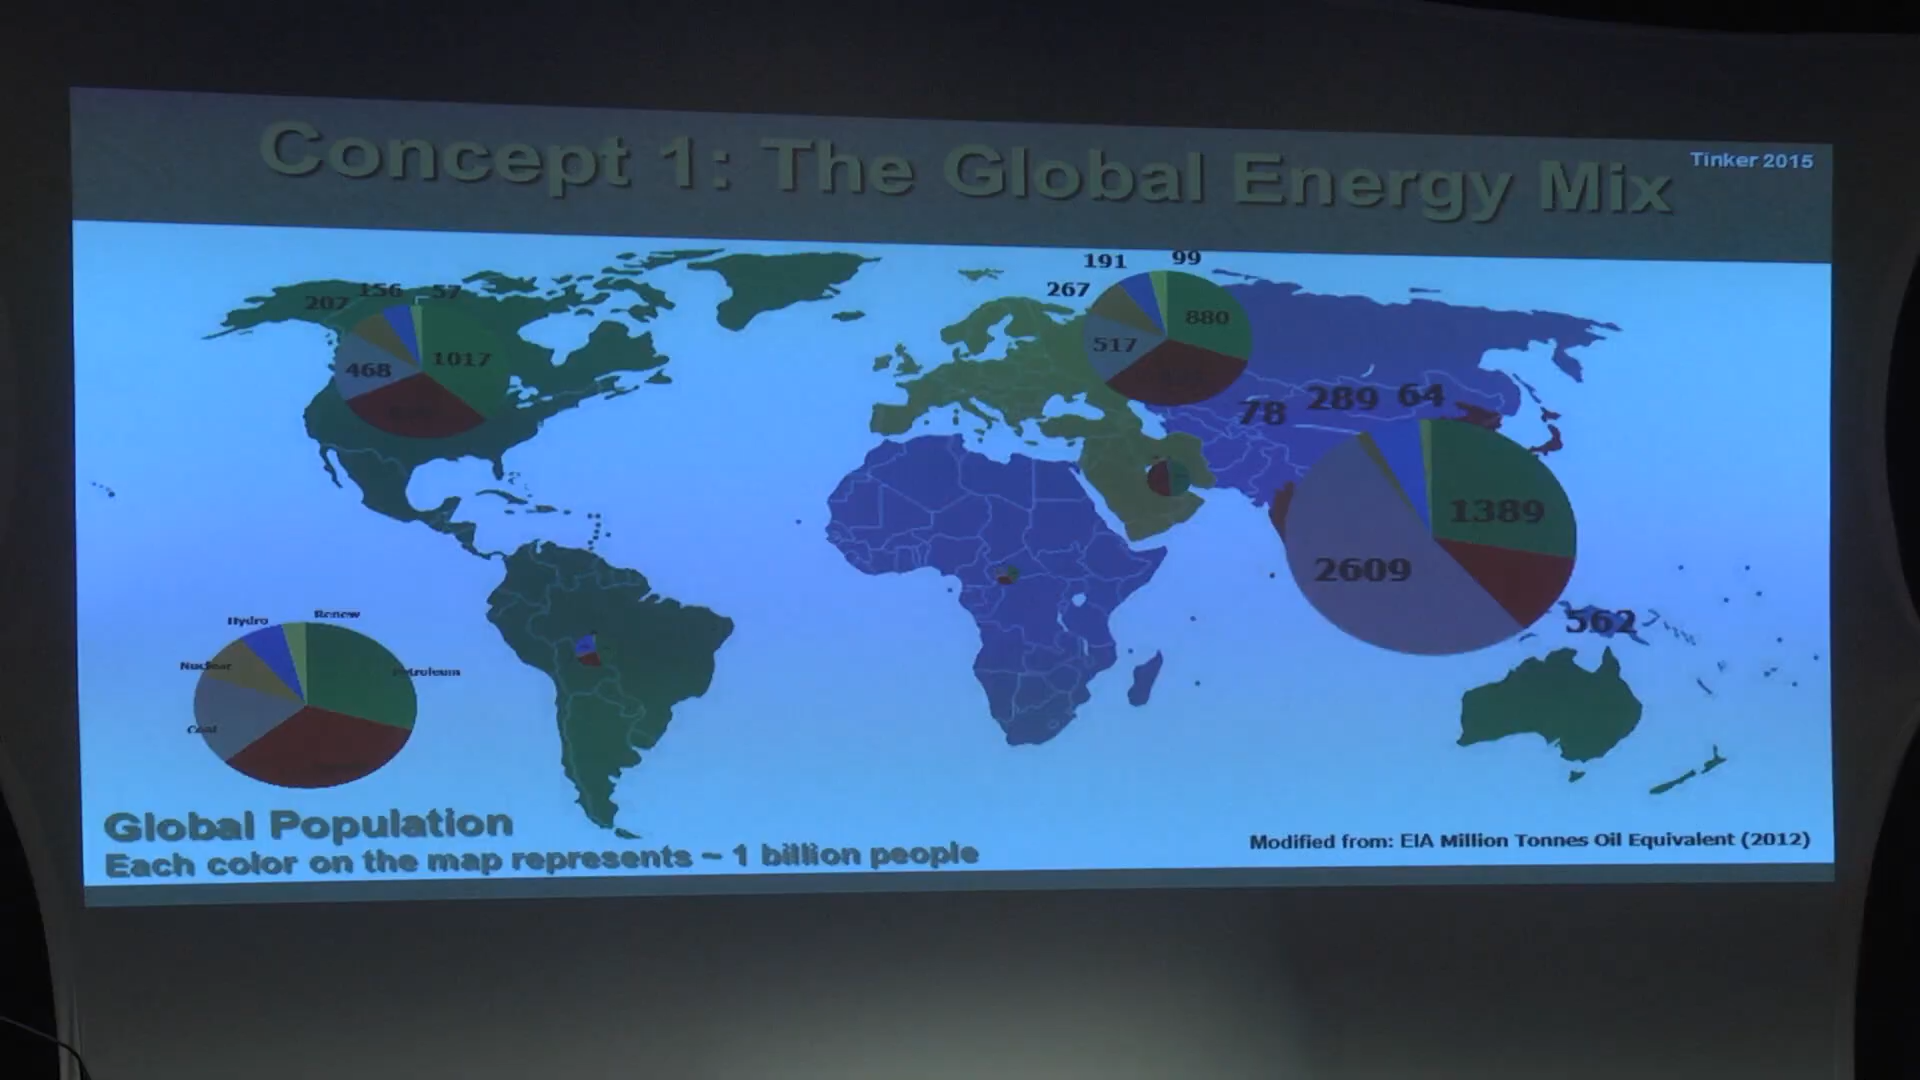 Concept 1: The Global Energy Mix
Tinker 2015
207 156 57
468 1017
191 99
267
880
517
78 289 64
1389
2609
562
Hydro Renew
Nuclear
Petroleum
Coal
Global Population
Each color on the map represents ~ 1 billion people
Modified from: EIA Million Tonnes Oil Equivalent (2012)